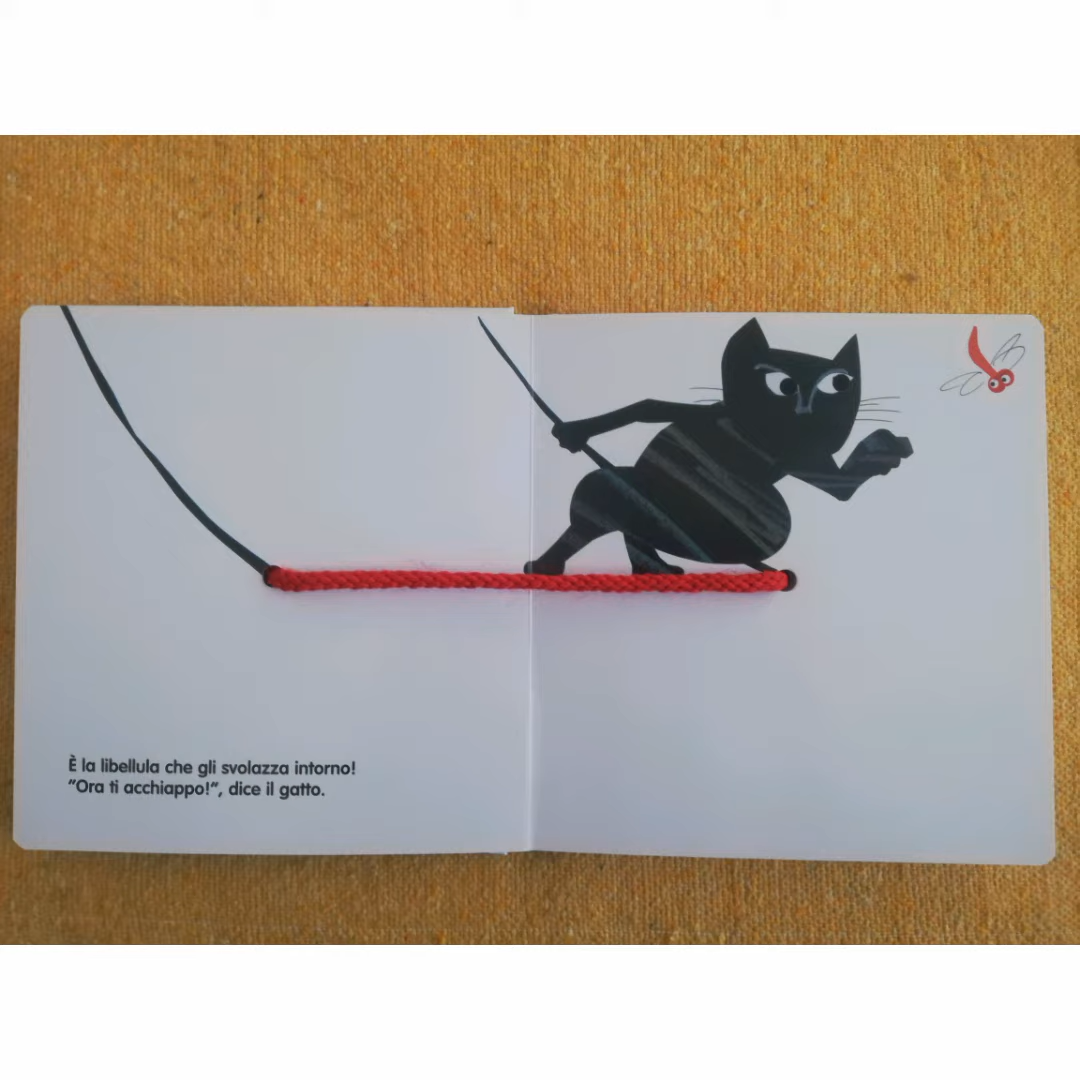 È la libellula che gli svolazza intorno!
“Ora ti acchiappo!”, dice il gatto.